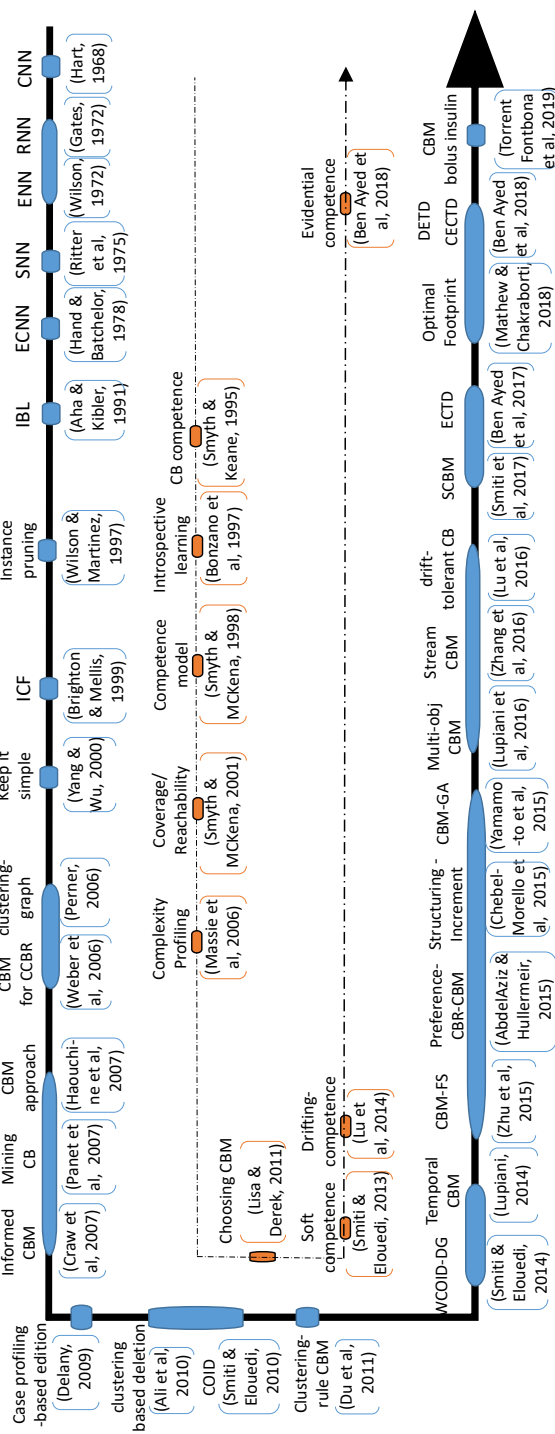 Informed
CBM
(Craw et
al, 2007)
Mining
CB
(Panet et
al, 2007)
CBM
approach
(Haouchi-
ne et al,
2007)
CBM
for CCBR
(Weber et
al, 2006)
clustering-
graph
(Perner,
2006)
Keep it
simple
(Yang &
Wu, 2000)
ICF
(Brighton
& Mellis,
1999)
Instance
pruning
(Wilson &
Martinez,
1997)
IBL
(Aha &
Kibler,
1991)
ECNN
(Hand &
Batchelor,
1978)
SNN
(Ritter et
al, 1975)
ENN
(Wilson,
1972)
RNN
(Gates,
1972)
CNN
(Hart,
1968)
Case profiling
-based edition
(Delany,
2009)
clustering
based deletion
(Ali et al,
2010)
COID
(Smiti &
Elouedi, 2010)
Clustering-
rule CBM
(Du et al,
2011)
Complexity
Profiling
(Massie et
al, 2006)
Coverage/
Reachability
(Smyth &
MCKena, 2001)
Competence
model
(Smyth &
MCKena, 1998)
Introspective
learning
(Bonzano et
al, 1997)
CB competence
(Smyth &
Keane, 1995)
Choosing CBM
(Lisa &
Derek, 2011)
Soft
competence
(Smiti &
Elouedi, 2013)
Drifting-
competence
(Lu et
al, 2014)
Evidential
competence
(Ben Ayed et
al, 2018)
WCOID-DG
(Smiti &
Elouedi,
2014)
Temporal
CBM
(Lupiani,
2014)
CBM-FS
(Zhu et al,
2015)
Preference-
CBR-CBM
(AbdelAziz &
Hullermeir,
2015)
Structuring -
Increment
(Chebel-
Morello et
al, 2015)
CBM-GA
(Yamamo
-to et al,
2015)
Multi-obj
CBM
(Lupiani et
al, 2016)
Stream
CBM
(Zhang et
al, 2016)
drift-
tolerant CB
(Lu et al,
2016)
SCBM
(Smiti et
al, 2017)
ECTD
(Ben Ayed
et al, 2017)
Optimal
Footprint
(Mathew &
Chakraborti,
2018)
DETD
CECTD
(Ben Ayed
et al, 2018)
CBM
bolus insulin
(Torrent
Fontbona
et al, 2019)